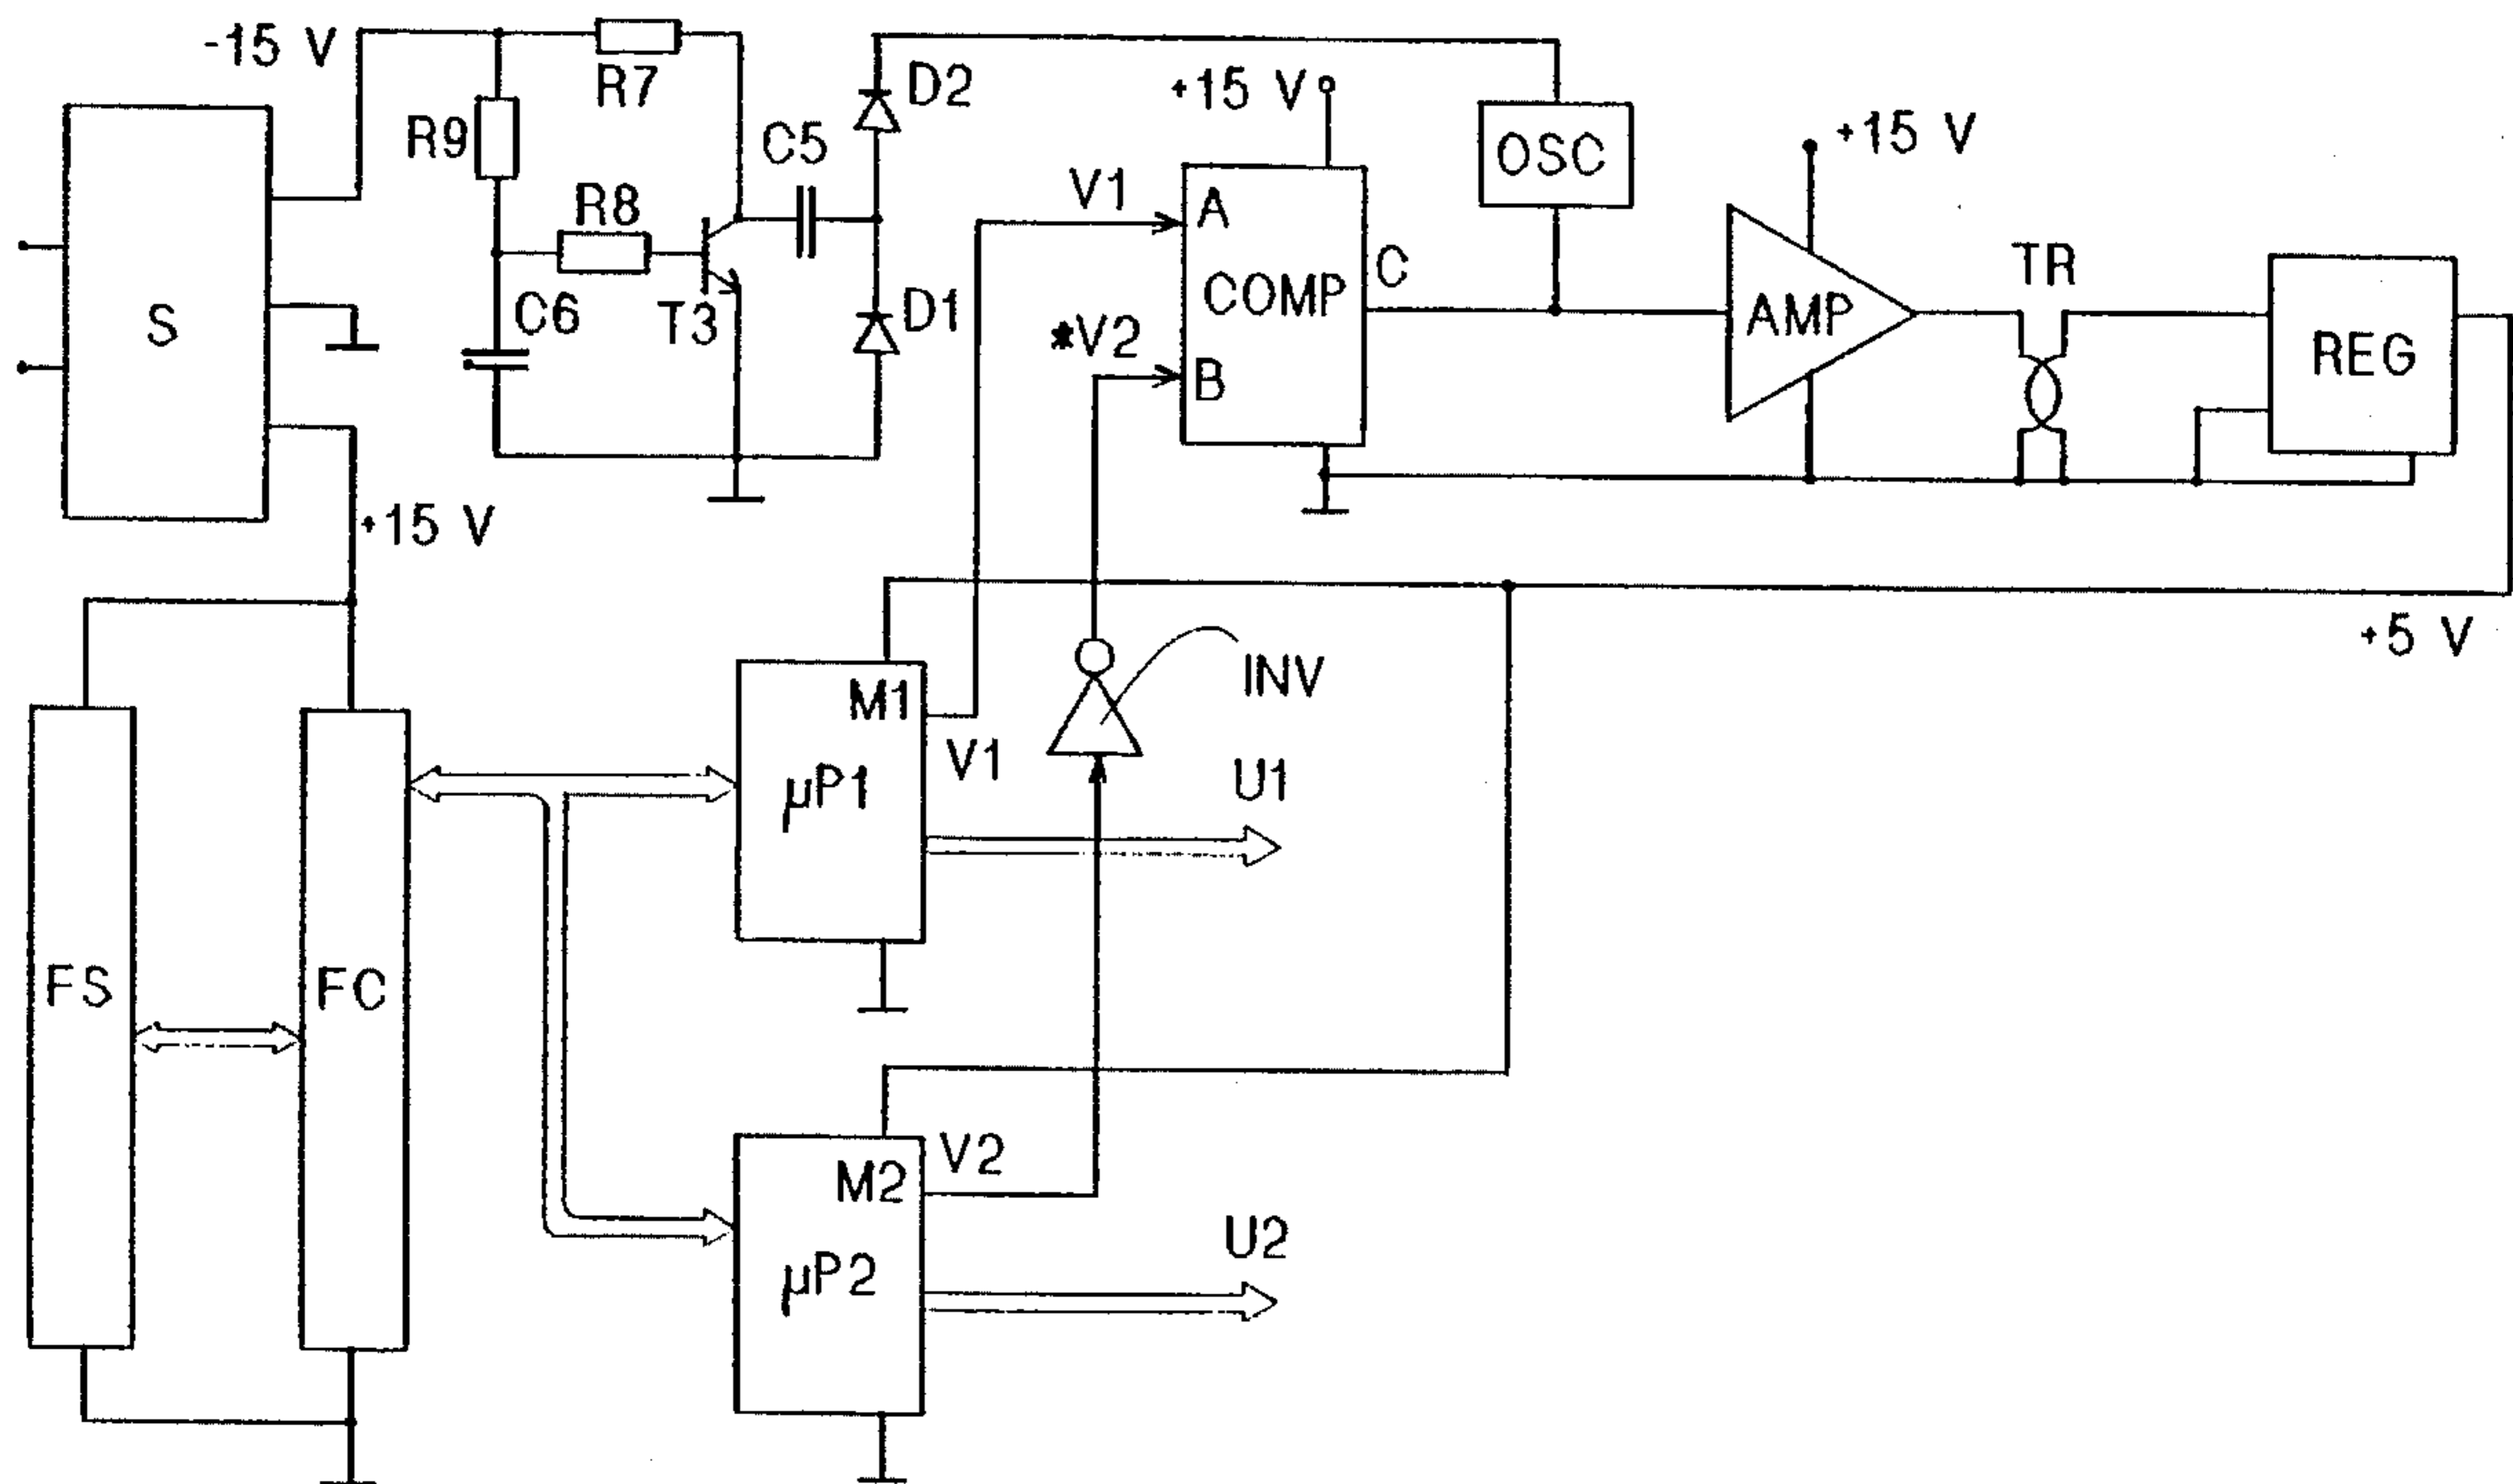 -15 V
R7
D2
+15 V
R9
C5
OSC
+15 V
R8
V1
A
C
TR
S
C6
T3
D1
COMP
AMP
REG
*V2
B
+15 V
+5 V
INV
M1
V1
µP1
U1
FS
FC
V2
M2
U2
µP2